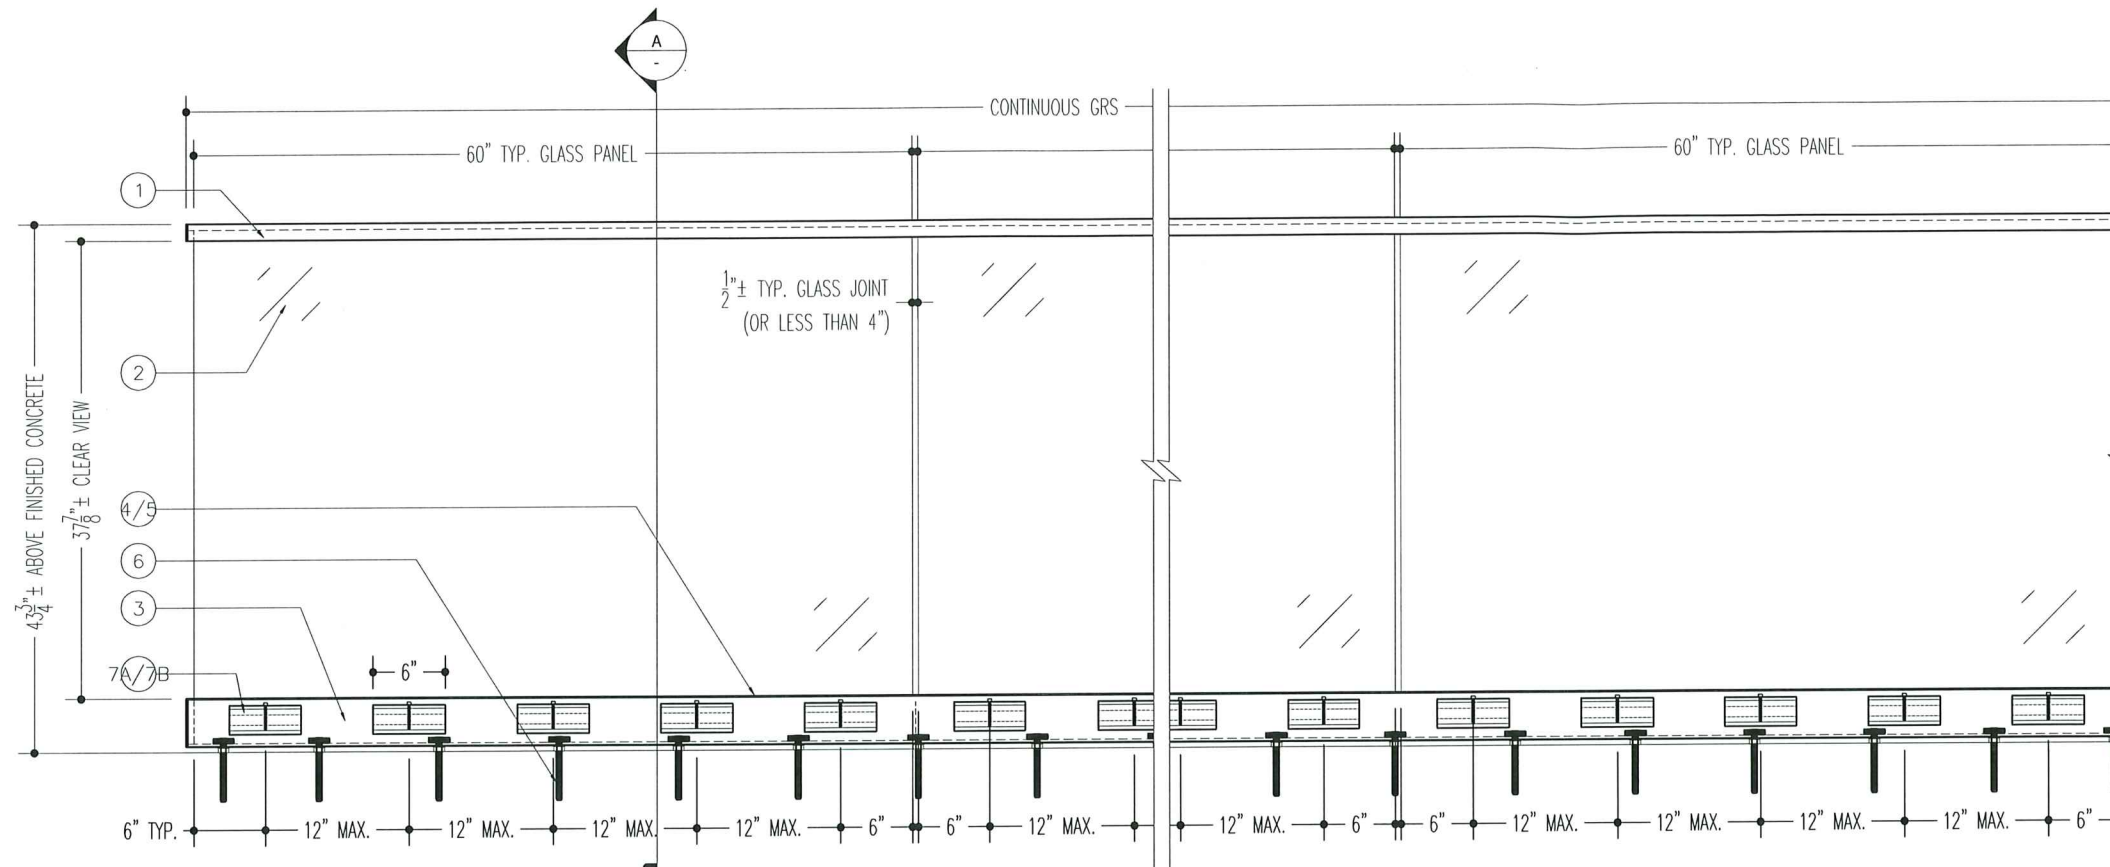 A
-
CONTINUOUS GRS
60" TYP. GLASS PANEL
60" TYP. GLASS PANEL
1
1/2"± TYP. GLASS JOINT
(OR LESS THAN 4")
2
43 3/4"± ABOVE FINISHED CONCRETE
37 7/8"± CLEAR VIEW
4/5
6
3
7A/7B
6"
6" TYP.
12" MAX.
12" MAX.
12" MAX.
12" MAX.
6"
6"
12" MAX.
12" MAX.
6"
6"
12" MAX.
12" MAX.
12" MAX.
12" MAX.
6"